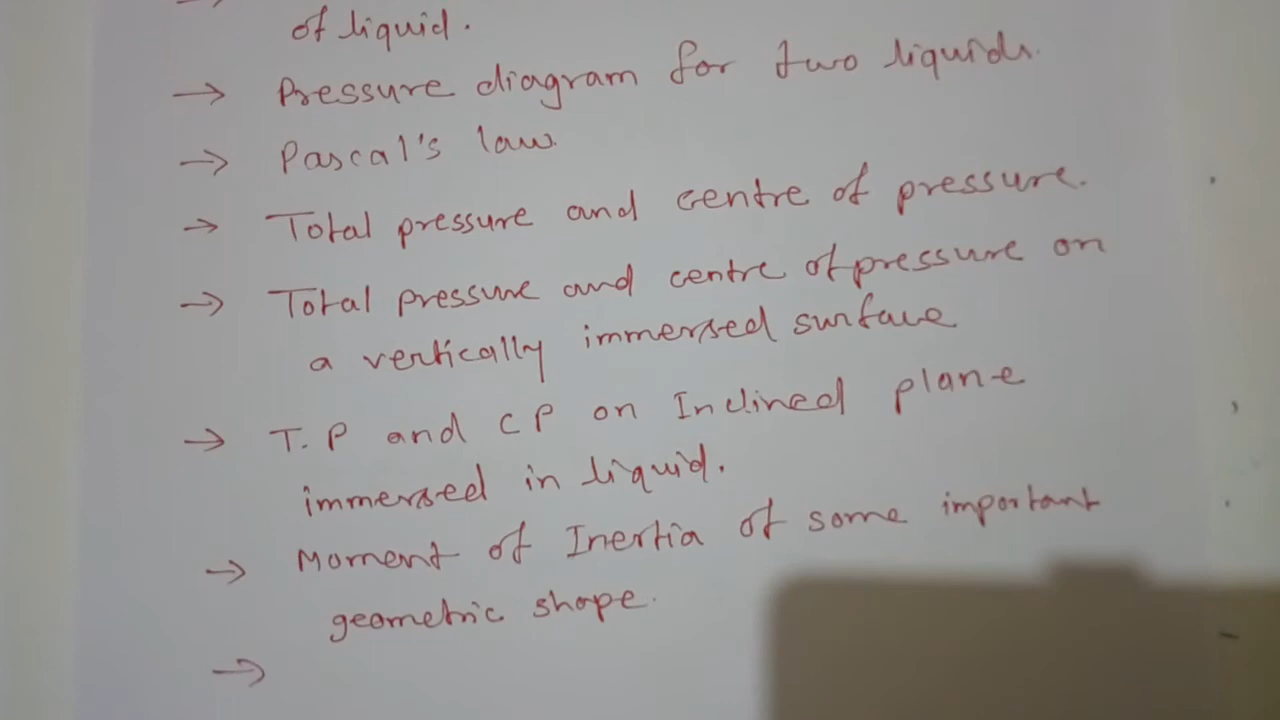 of liquid.
→ Pressure diagram for two liquids.
→ Pascal's law.
→ Total pressure and centre of pressure.
→ Total pressure and centre of pressure on
a vertically immersed surface
→ T.P and CP on Inclined plane
immersed in liquid.
→ Moment of Inertia of some important
geometric shape.
→